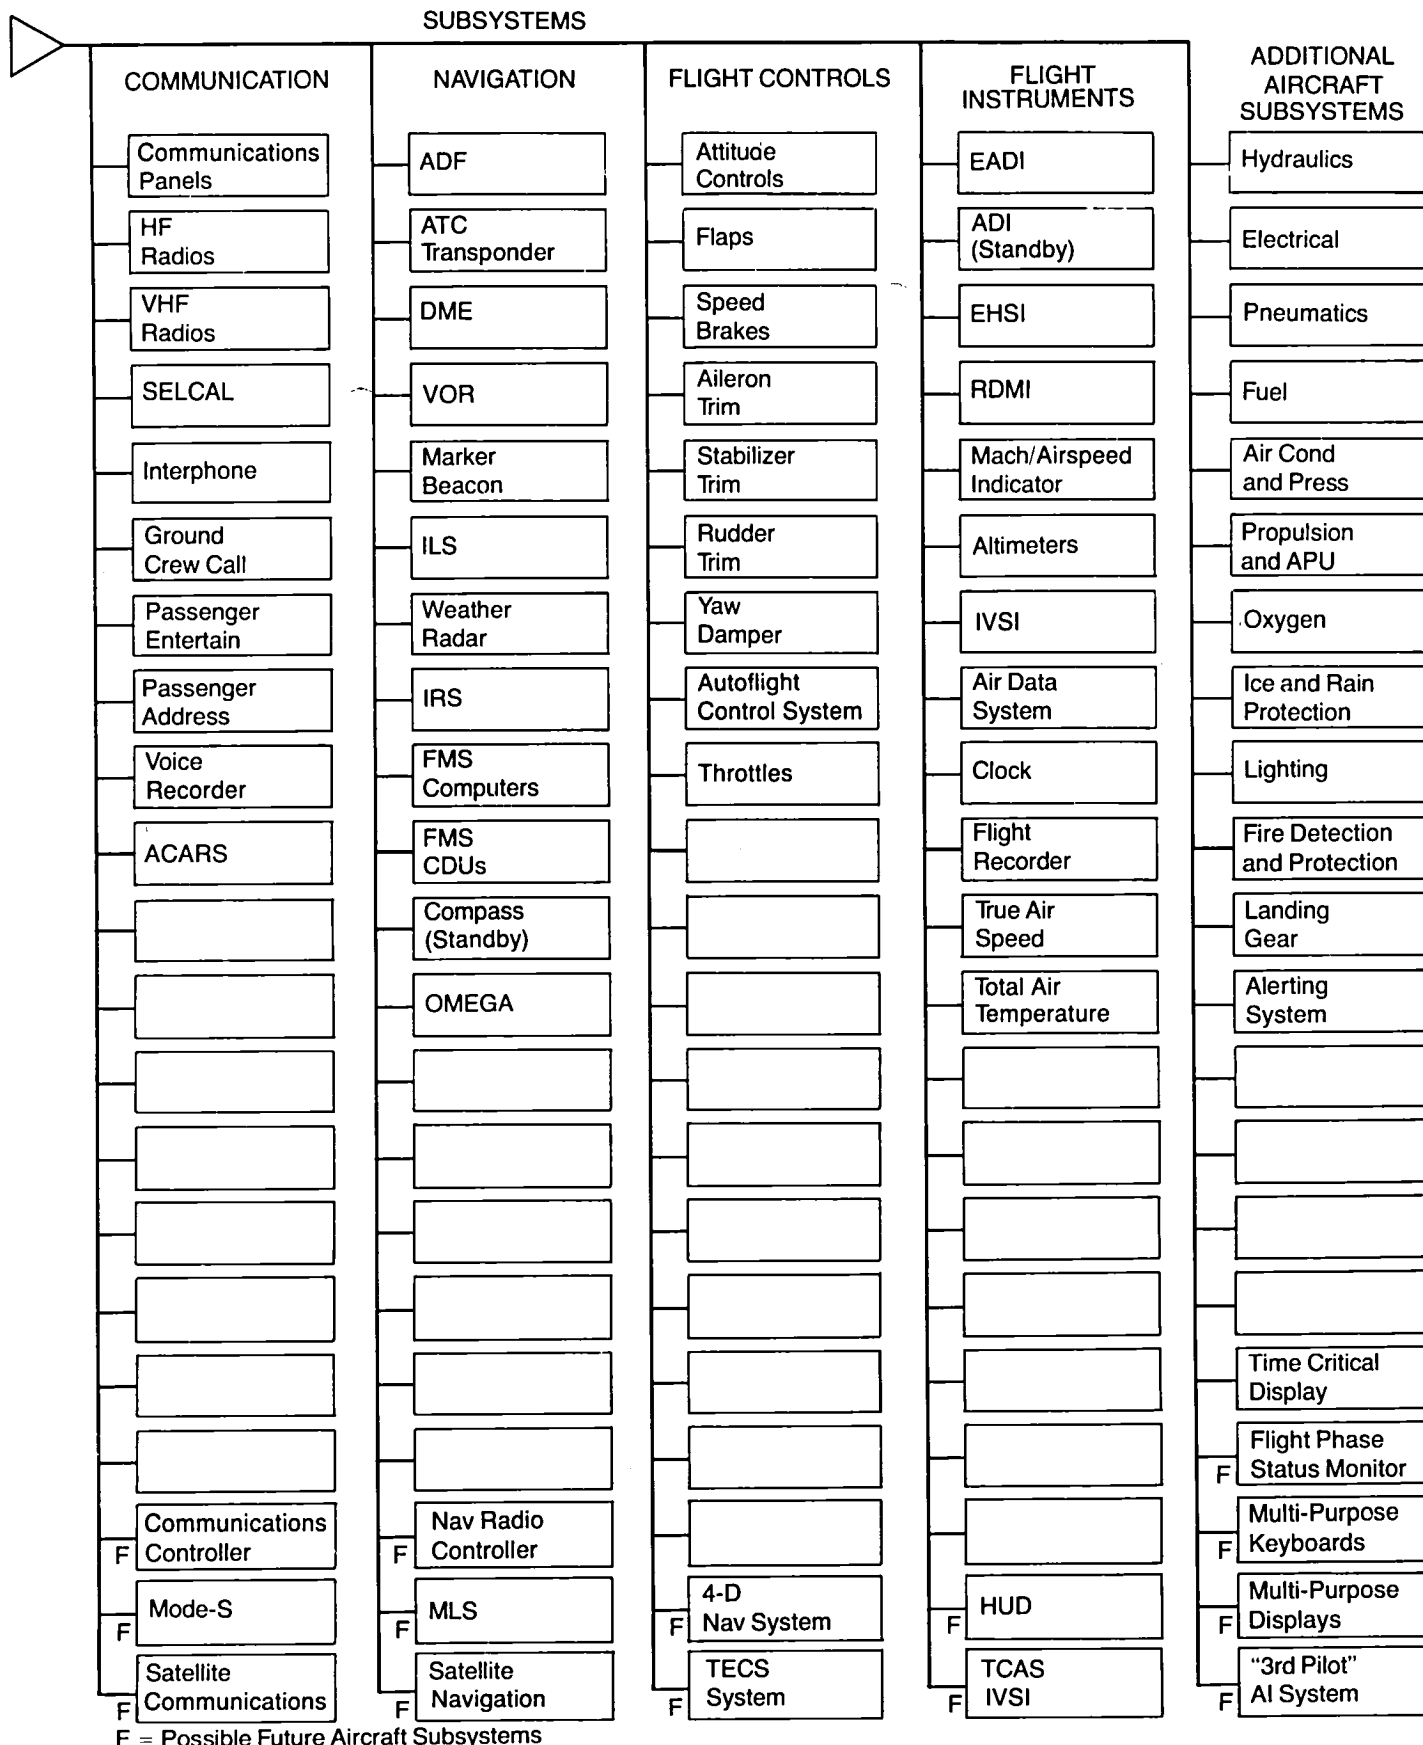 SUBSYSTEMS
COMMUNICATION
Communications
Panels
HF
Radios
VHF
Radios
SELCAL
Interphone
Ground
Crew Call
Passenger
Entertain
Passenger
Address
Voice
Recorder
ACARS
F
Communications
Controller
F
Mode-S
F
Satellite
Communications
NAVIGATION
ADF
ATC
Transponder
DME
VOR
Marker
Beacon
ILS
Weather
Radar
IRS
FMS
Computers
FMS
CDUs
Compass
(Standby)
OMEGA
F
Nav Radio
Controller
F
MLS
F
Satellite
Navigation
FLIGHT CONTROLS
Attitude
Controls
Flaps
Speed
Brakes
Aileron
Trim
Stabilizer
Trim
Rudder
Trim
Yaw
Damper
Autoflight
Control System
Throttles
F
4-D
Nav System
F
TECS
System
FLIGHT
INSTRUMENTS
EADI
ADI
(Standby)
EHSI
RDMI
Mach/Airspeed
Indicator
Altimeters
IVSI
Air Data
System
Clock
Flight
Recorder
True Air
Speed
Total Air
Temperature
F
HUD
F
TCAS
IVSI
ADDITIONAL
AIRCRAFT
SUBSYSTEMS
Hydraulics
Electrical
Pneumatics
Fuel
Air Cond
and Press
Propulsion
and APU
Oxygen
Ice and Rain
Protection
Lighting
Fire Detection
and Protection
Landing
Gear
Alerting
System
Time Critical
Display
F
Flight Phase
Status Monitor
F
Multi-Purpose
Keyboards
F
Multi-Purpose
Displays
F
“3rd Pilot”
AI System
F = Possible Future Aircraft Subsystems